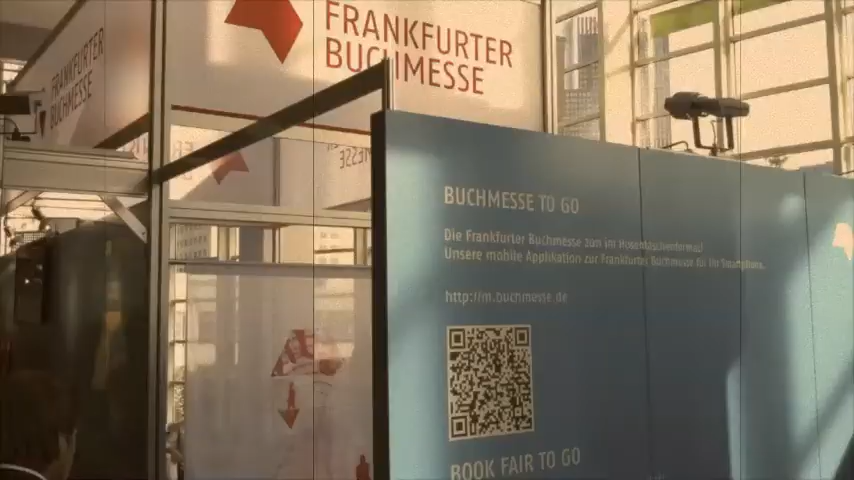 FRANKFURTER
BUCHMESSE
FRANKFURTER
BUCHMESSE
BUCHMESSE TO GO
Die Frankfurter Buchmesse zum im Hosentaschenformat!
Unsere mobile Applikation zur Frankfurter Buchmesse für Ihr Smartphone.
http://m.buchmesse.de
BOOK FAIR TO GO